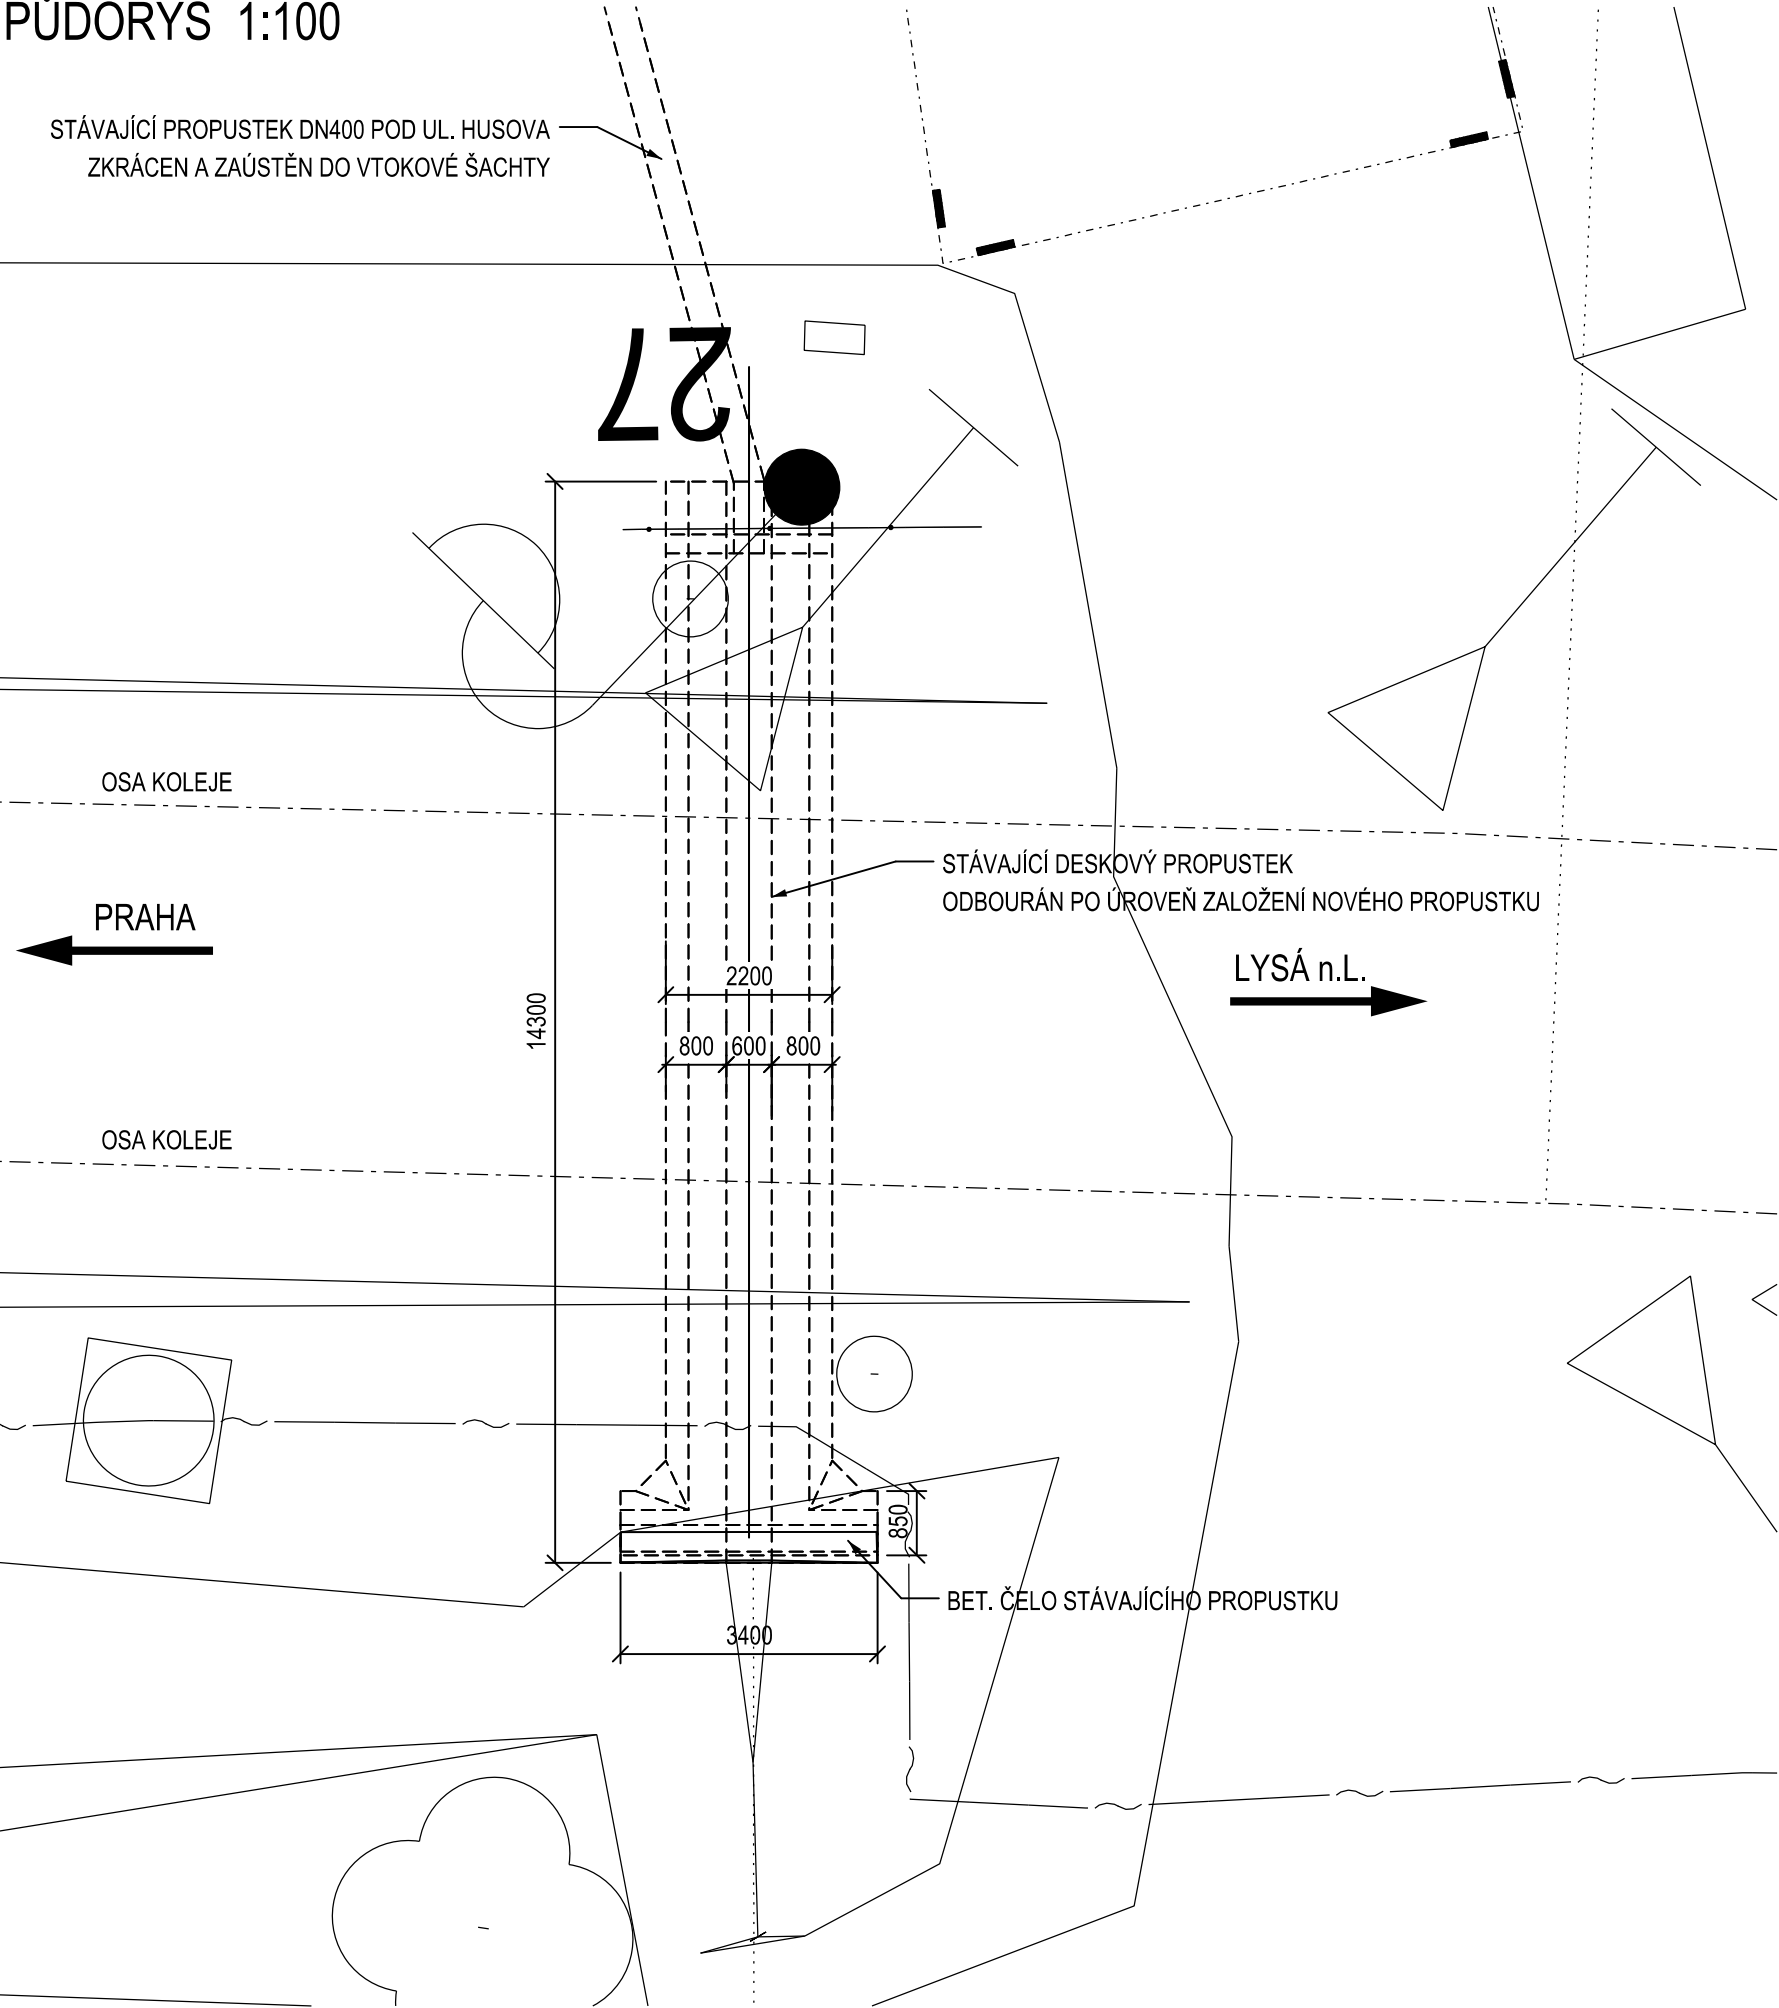 PŮDORYS 1:100
STÁVAJÍCÍ PROPUSTEK DN400 POD UL. HUSOVA
ZKRÁCEN A ZAÚSTĚN DO VTOKOVÉ ŠACHTY
27
OSA KOLEJE
STÁVAJÍCÍ DESKOVÝ PROPUSTEK
ODBOURÁN PO ÚROVEŇ ZALOŽENÍ NOVÉHO PROPUSTKU
PRAHA
LYSÁ n.L.
2200
14300
800 600 800
OSA KOLEJE
850
BET. ČELO STÁVAJÍCÍHO PROPUSTKU
3400